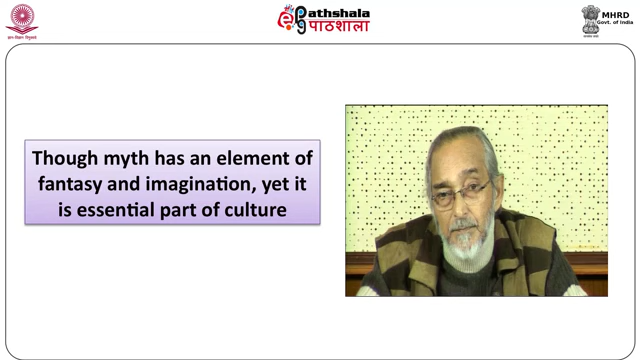 Pathshala
पाठशाला
MHRD
Govt. of India
Though myth has an element of
fantasy and imagination, yet it
is essential part of culture